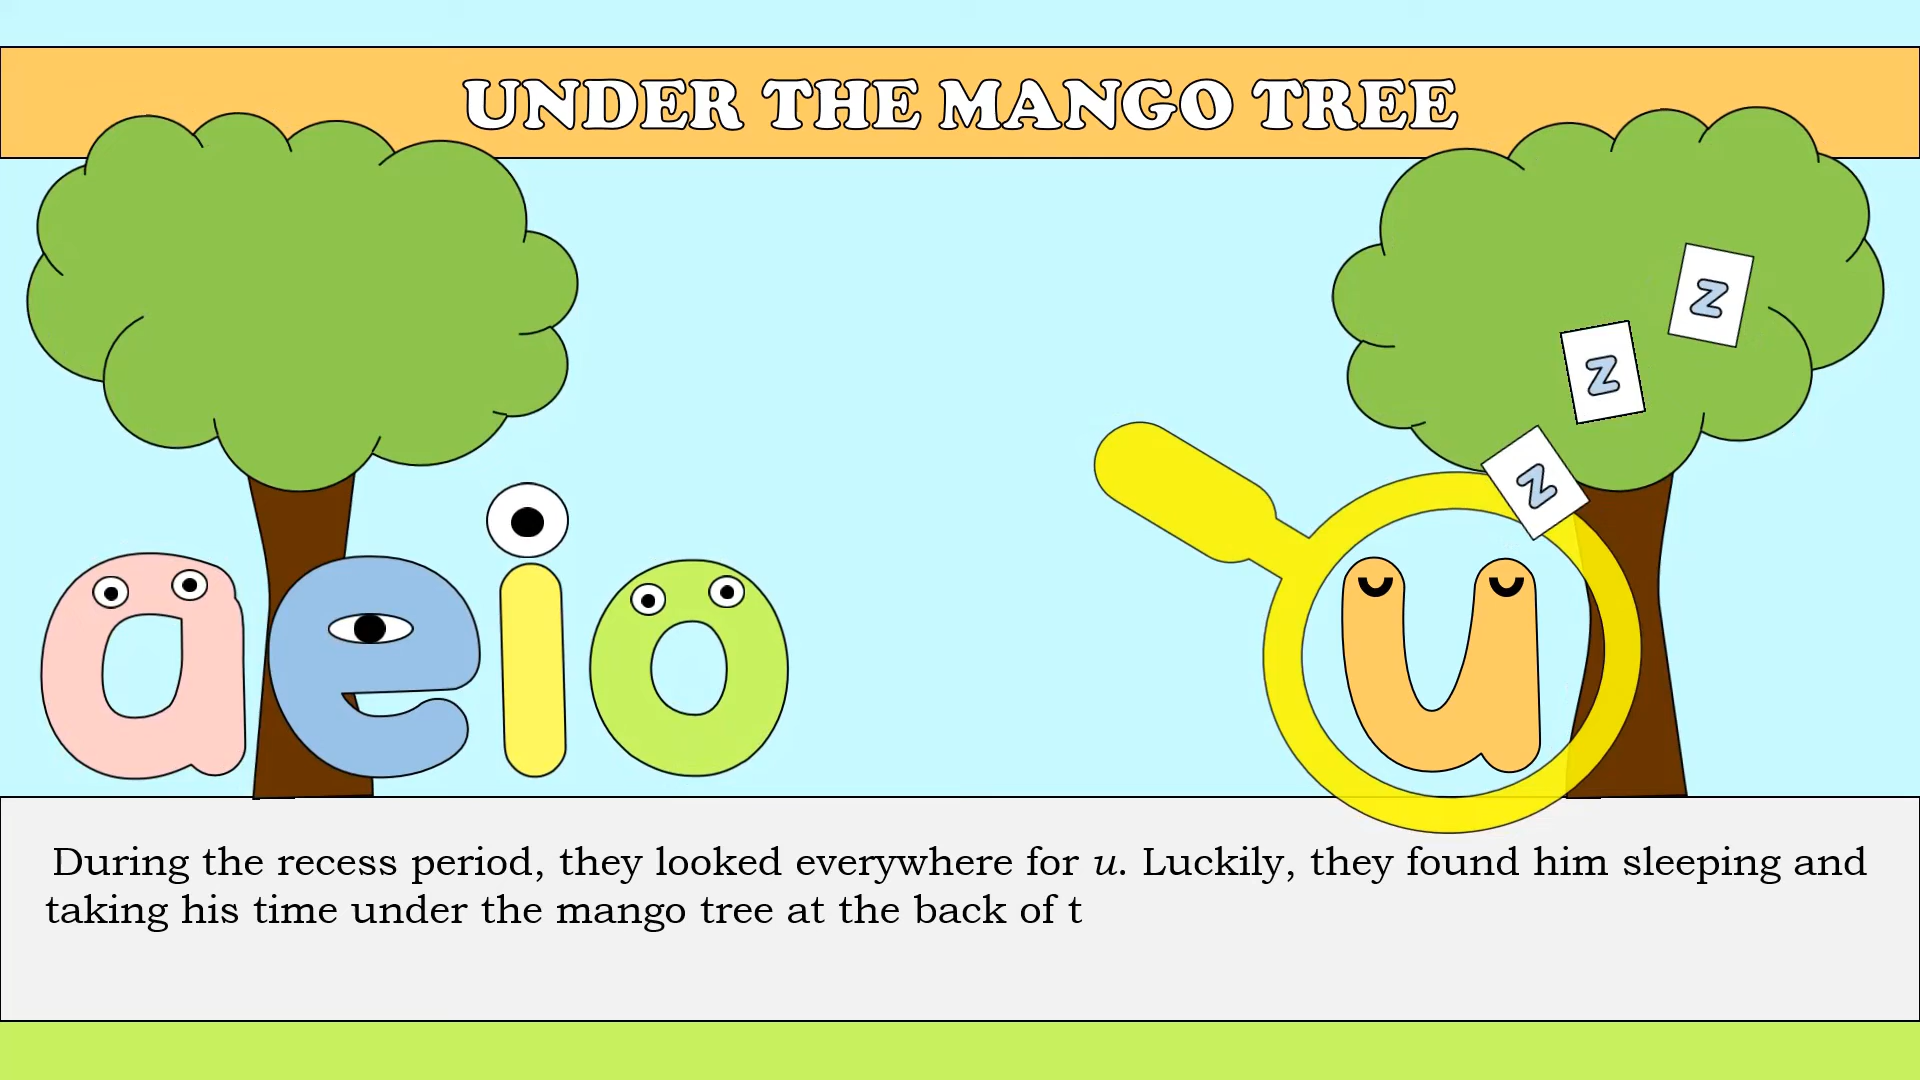 UNDER THE MANGO TREE
z
z
z
a e i o
u
During the recess period, they looked everywhere for u. Luckily, they found him sleeping and
taking his time under the mango tree at the back of t